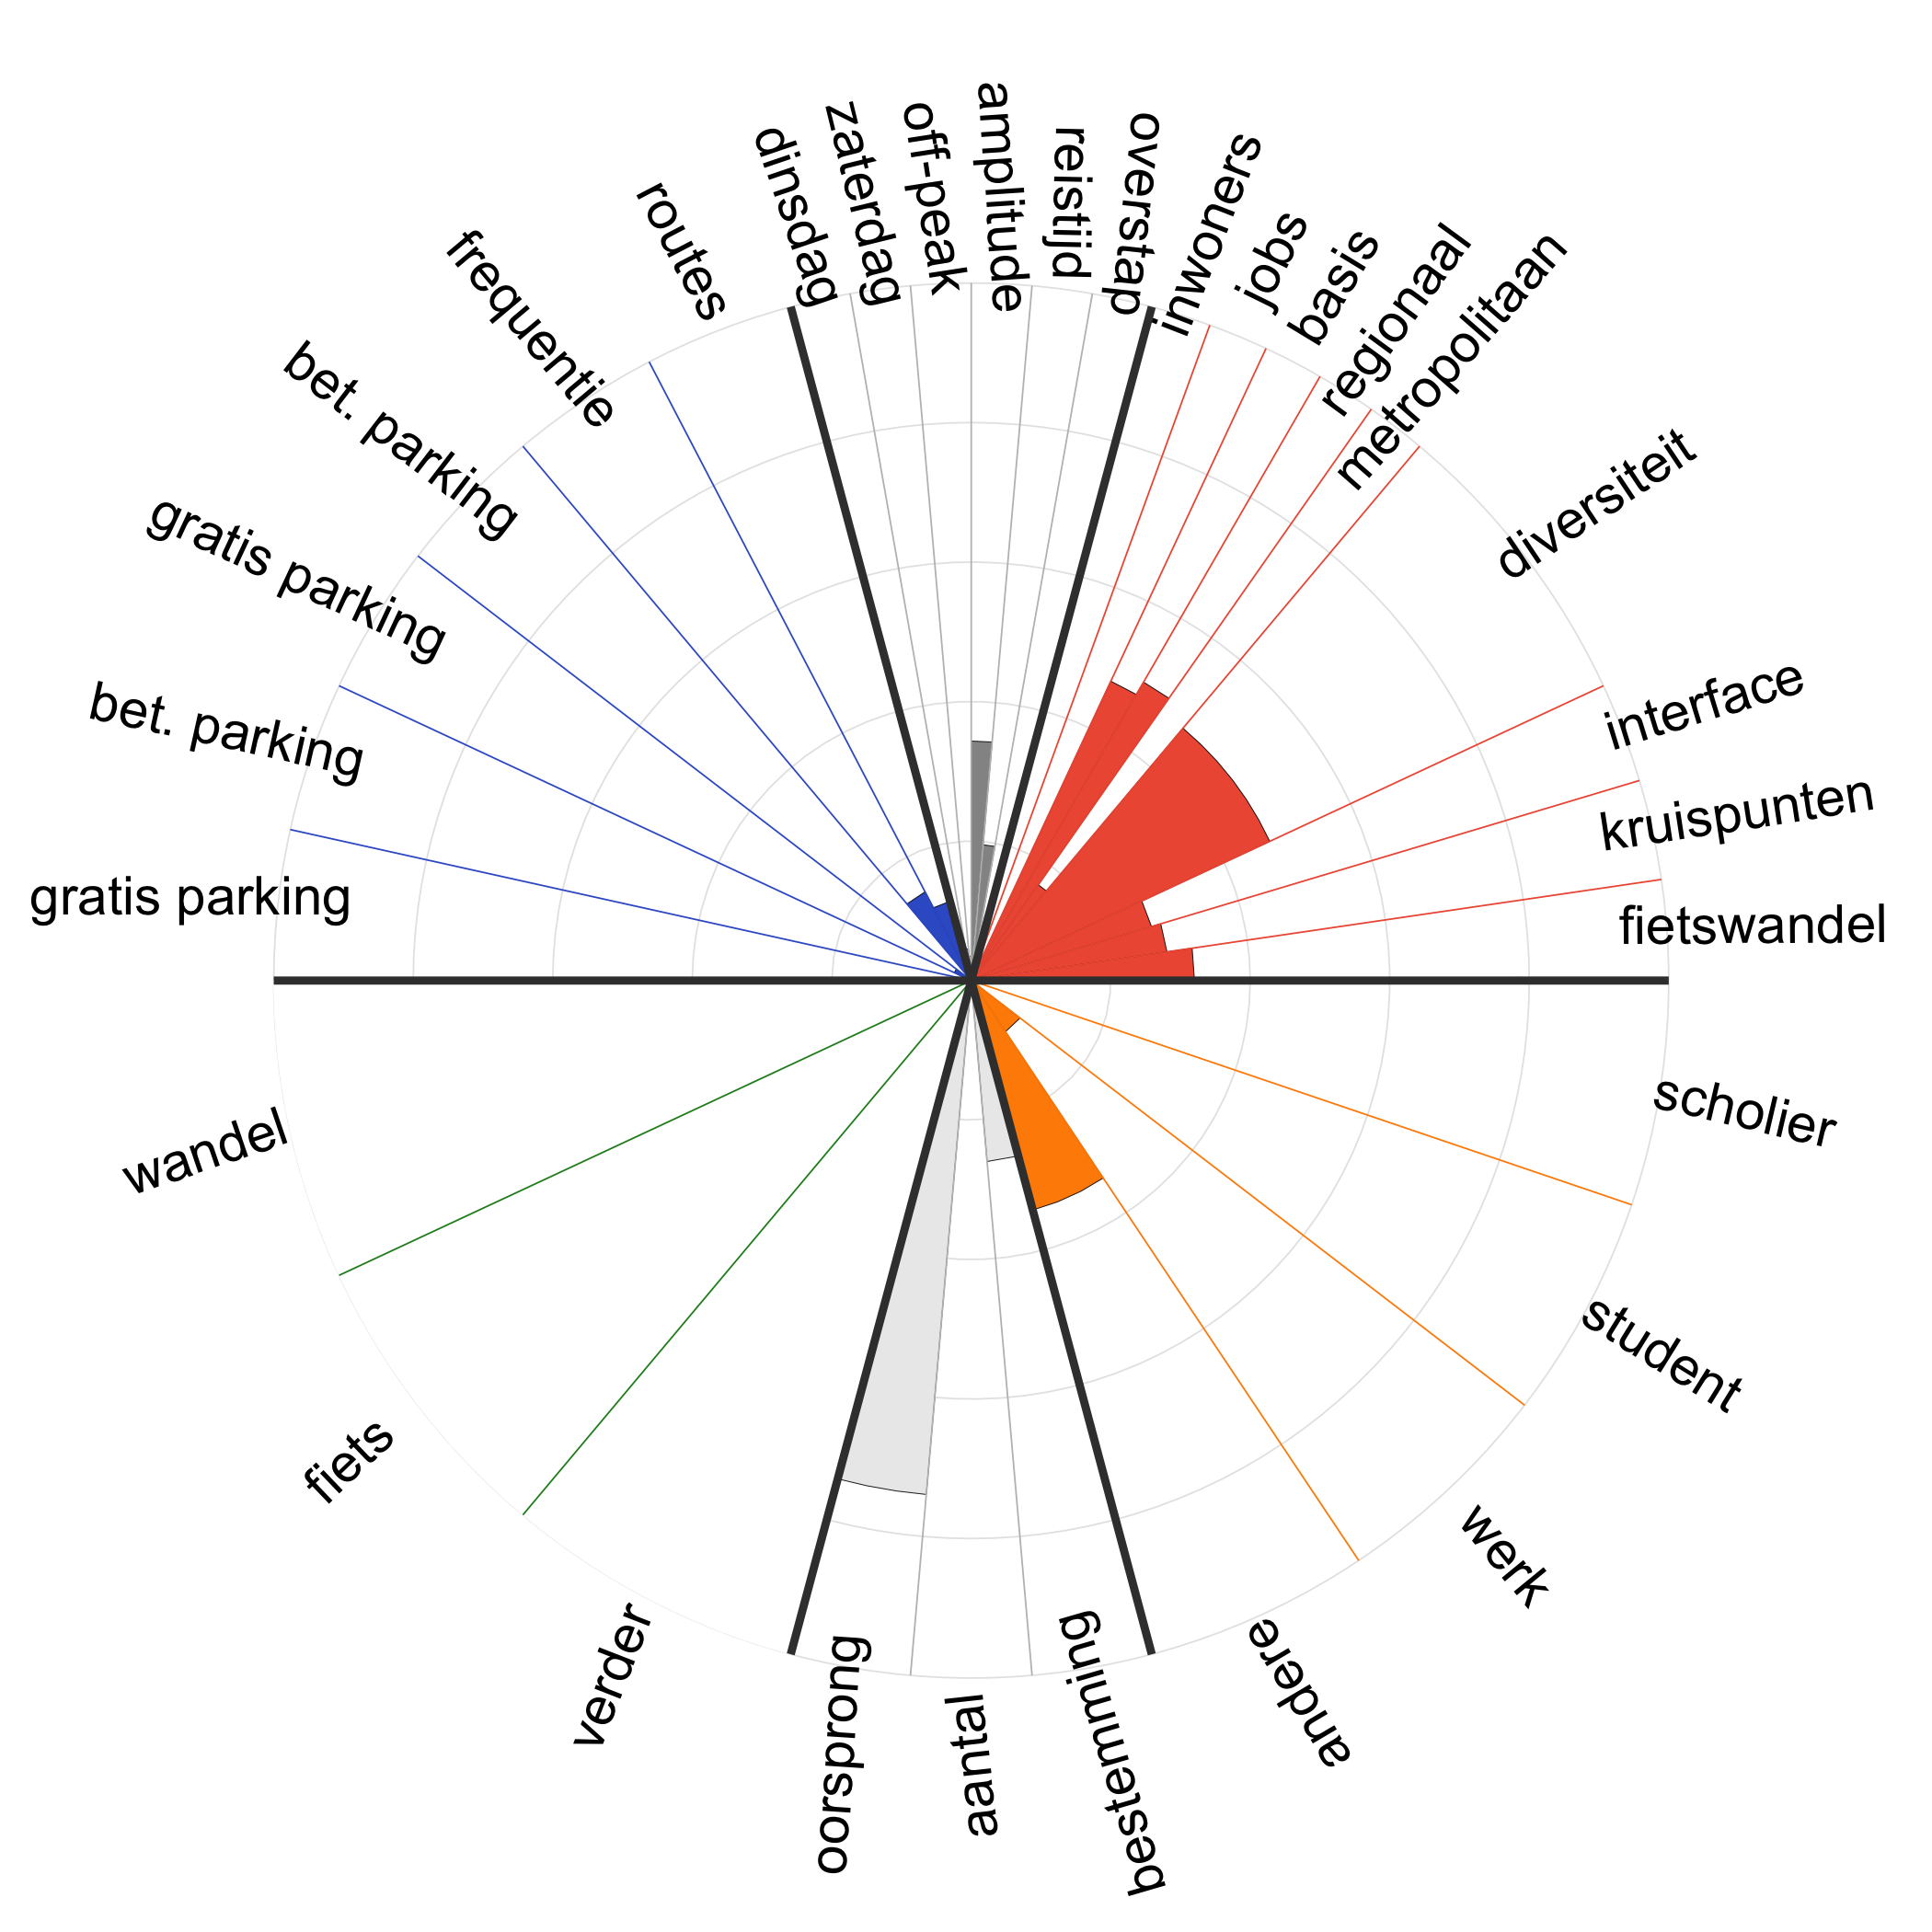 dinsdag
zaterdag
off-peak
amplitude
reistijd
overstap
inwoners
jobs
basis
regionaal
metropolitaan
diversiteit
interface
kruispunten
fietswandel
scholier
student
werk
andere
bestemming
aantal
oorsprong
verder
fiets
wandel
gratis parking
bet. parking
gratis parking
bet. parking
frequentie
routes